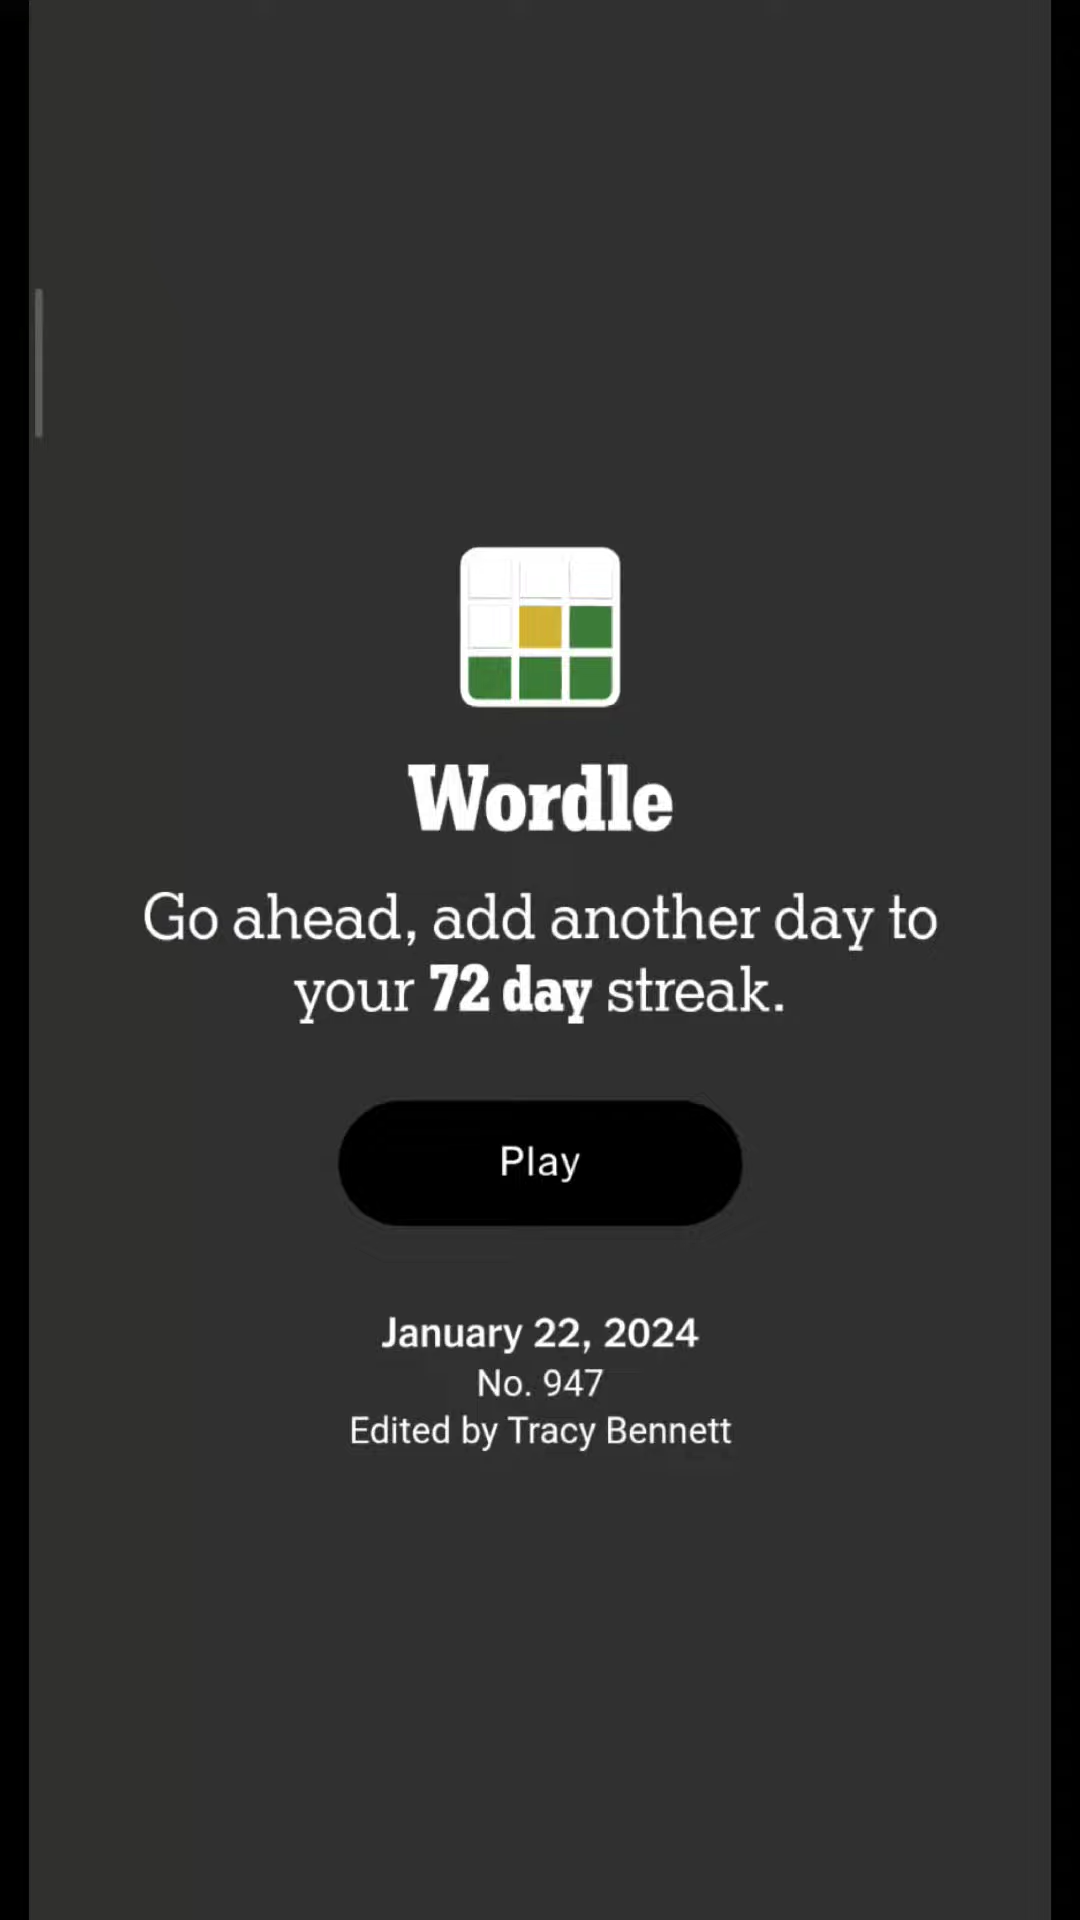 Wordle
Go ahead, add another day to
your 72 day streak.
Play
January 22, 2024
No. 947
Edited by Tracy Bennett